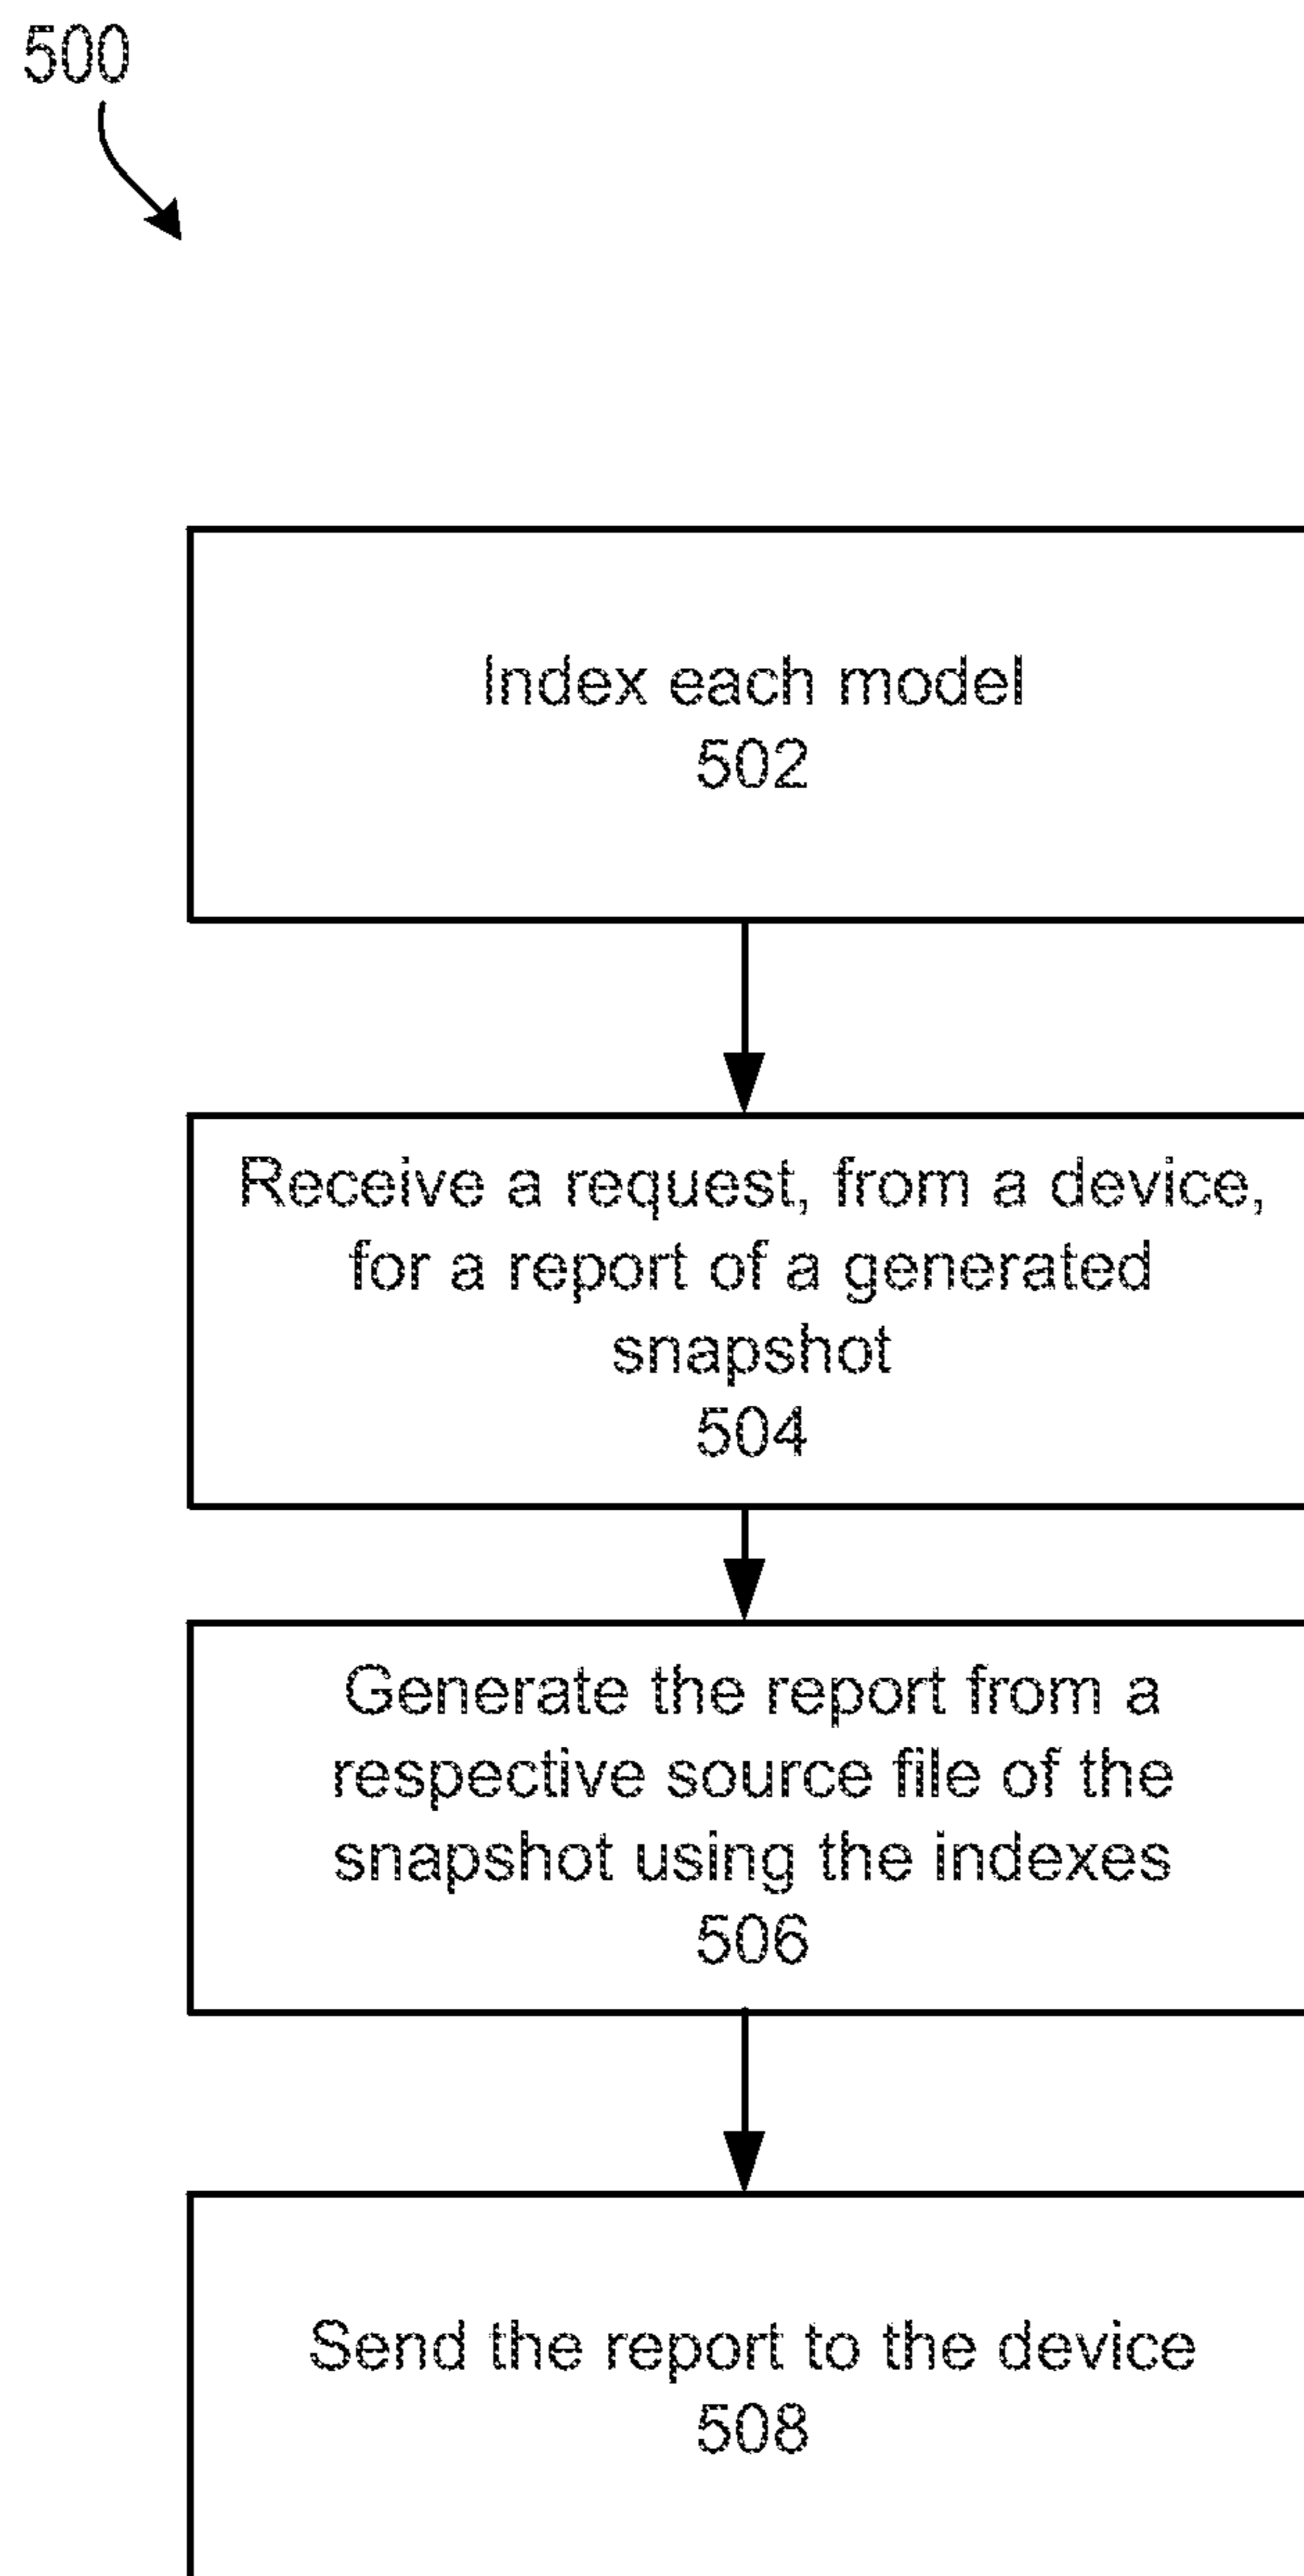 500
Index each model
502
Receive a request, from a device,
for a report of a generated
snapshot
504
Generate the report from a
respective source file of the
snapshot using the indexes
506
Send the report to the device
508